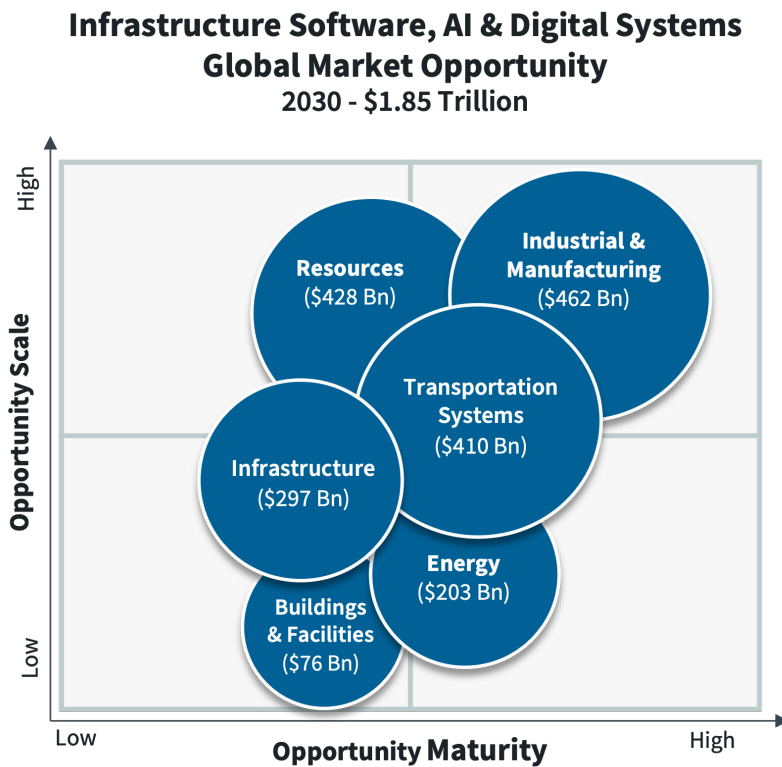 Infrastructure Software, AI & Digital Systems
Global Market Opportunity
2030 - $1.85 Trillion
High
Opportunity Scale
Low
Resources
($428 Bn)
Industrial &
Manufacturing
($462 Bn)
Transportation
Systems
($410 Bn)
Infrastructure
($297 Bn)
Energy
($203 Bn)
Buildings
& Facilities
($76 Bn)
Low
Opportunity Maturity
High